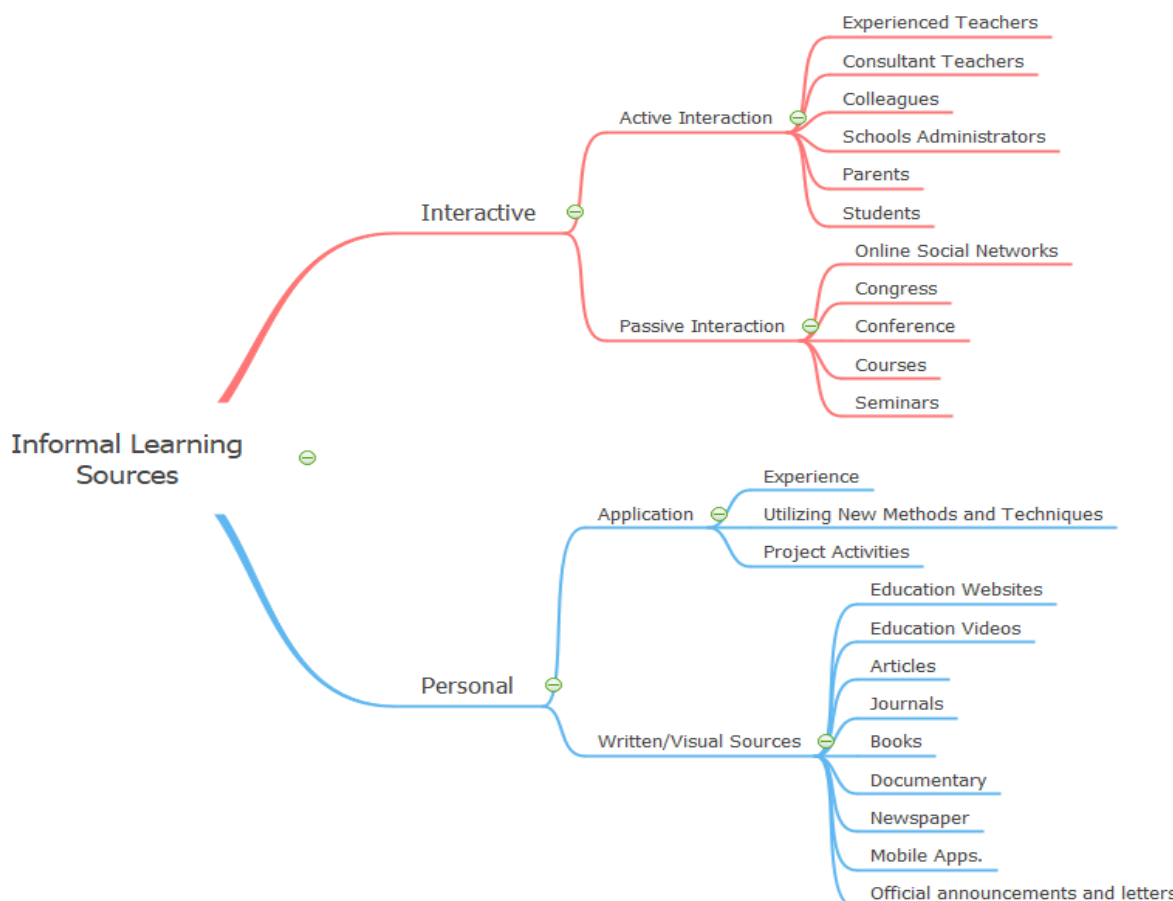 Informal Learning
Sources
Interactive
Active Interaction
Experienced Teachers
Consultant Teachers
Colleagues
Schools Administrators
Parents
Students
Passive Interaction
Online Social Networks
Congress
Conference
Courses
Seminars
Personal
Application
Experience
Utilizing New Methods and Techniques
Project Activities
Written/Visual Sources
Education Websites
Education Videos
Articles
Journals
Books
Documentary
Newspaper
Mobile Apps.
Official announcements and letters